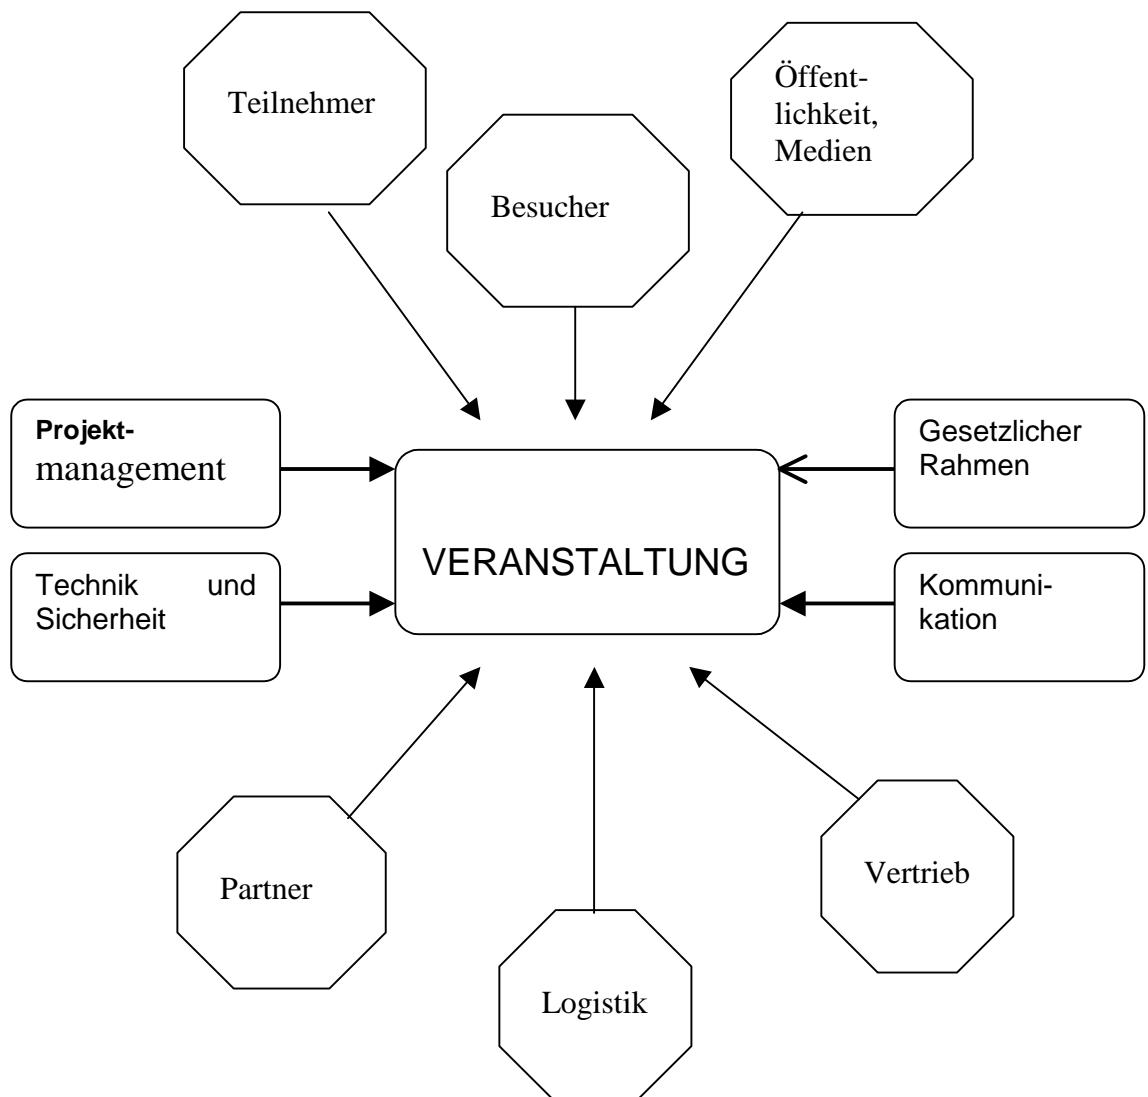 Teilnehmer
Besucher
Öffent-
lichkeit,
Medien
Projekt-
management
Gesetzlicher
Rahmen
VERANSTALTUNG
Technik und
Sicherheit
Kommuni-
kation
Partner
Logistik
Vertrieb